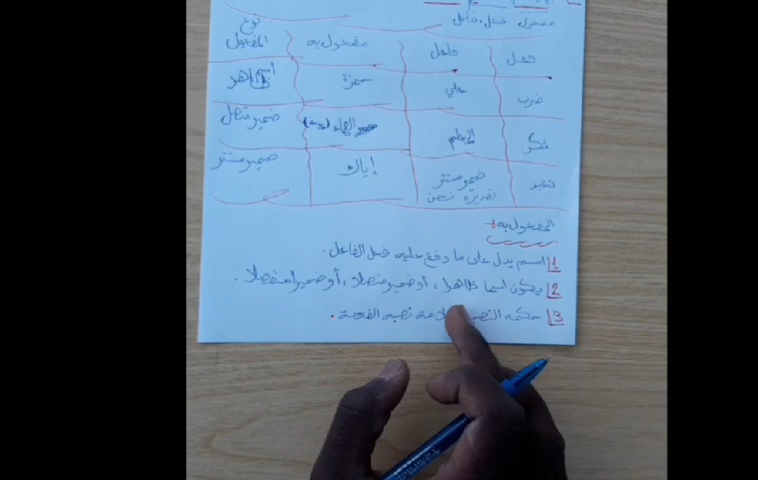 مفعول فعل، فاعل
فعل فاعل مفعول به نوع المفعول
ضرب علي حمزة اسم ظاهر
شكر المعلم الهاء ضمير متصل
نعبد ضمير مستتر تقديره نحن إياك ضمير مستتر
المفعول به :-
1 اسم يدل على ما وقع عليه فعل الفاعل.
2 يكون اسما ظاهرا، أو ضميرا متصلا، أو ضميرا منفصلا.
3 حكمه النصب نصبه الفتحة.